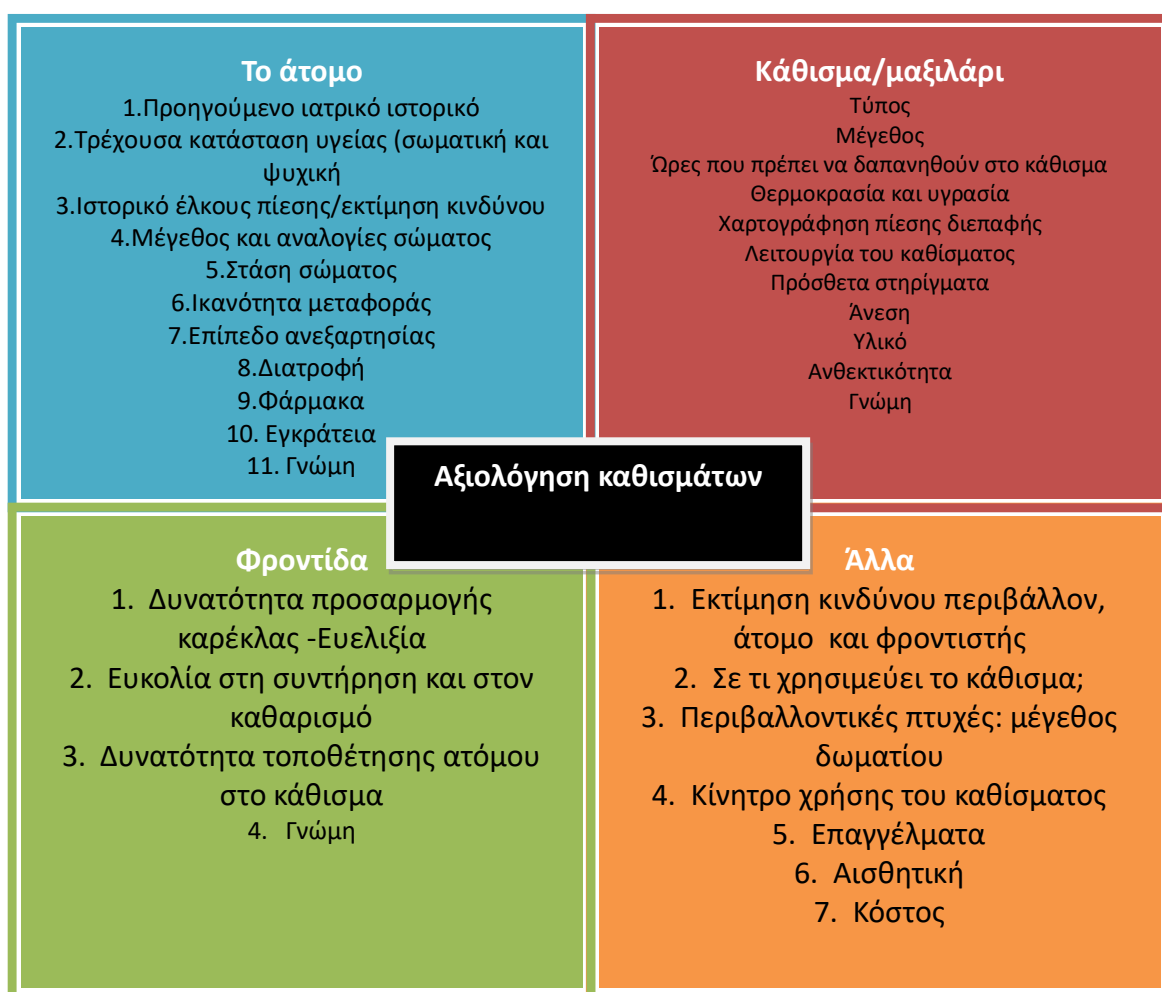 Το άτομο
1.Προηγούμενο ιατρικό ιστορικό
2.Τρέχουσα κατάσταση υγείας (σωματική και
ψυχική
3.Ιστορικό έλκους πίεσης/εκτίμηση κινδύνου
4.Μέγεθος και αναλογίες σώματος
5.Στάση σώματος
6.Ικανότητα μεταφοράς
7.Επίπεδο ανεξαρτησίας
8.Διατροφή
9.Φάρμακα
10. Εγκράτεια
11. Γνώμη
Κάθισμα/μαξιλάρι
Τύπος
Μέγεθος
Ώρες που πρέπει να δαπανηθούν στο κάθισμα
Θερμοκρασία και υγρασία
Χαρτογράφηση πίεσης διεπαφής
Λειτουργία του καθίσματος
Πρόσθετα στηρίγματα
Άνεση
Υλικό
Ανθεκτικότητα
Γνώμη
Αξιολόγηση καθισμάτων
Φροντίδα
1. Δυνατότητα προσαρμογής
καρέκλας -Ευελιξία
2. Ευκολία στη συντήρηση και στον
καθαρισμό
3. Δυνατότητα τοποθέτησης ατόμου
στο κάθισμα
4. Γνώμη
Άλλα
1. Εκτίμηση κινδύνου περιβάλλον,
άτομο και φροντιστής
2. Σε τι χρησιμεύει το κάθισμα;
3. Περιβαλλοντικές πτυχές: μέγεθος
δωματίου
4. Κίνητρο χρήσης του καθίσματος
5. Επαγγέλματα
6. Αισθητική
7. Κόστος